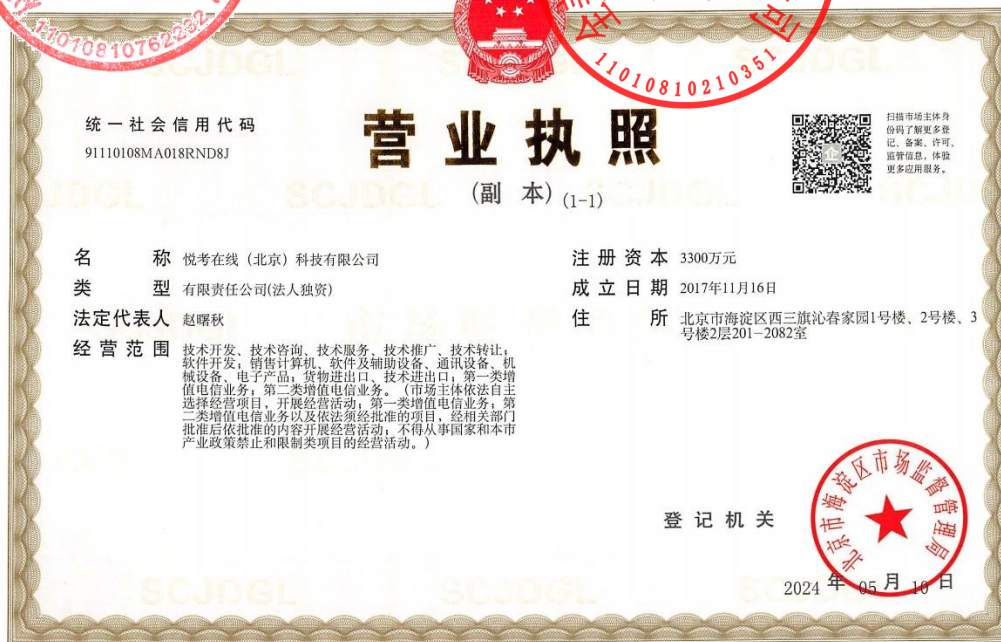 1101081076223​2
全
司
11010810210351
统一社会信用代码
91110108MA018RND8J
营业执照
(副 本) (1-1)
扫描市场主体身
份码了解更多登
记、备案、许可、
监管信息,体验
更多应用服务。
名 称 悦考在线(北京)科技有限公司
类 型 有限责任公司(法人独资)
法定代表人 赵曙秋
经营范围 技术开发、技术咨询、技术服务、技术推广、技术转让;
软件开发;销售计算机、软件及辅助设备、通讯设备、机
械设备、电子产品;货物进出口、技术进出口;第一类增
值电信业务;第二类增值电信业务。(市场主体依法自主
选择经营项目,开展经营活动;第一类增值电信业务;第
二类增值电信业务以及依法须经批准的项目,经相关部门
批准后依批准的内容开展经营活动;不得从事国家和本市
产业政策禁止和限制类项目的经营活动。)
注册资本 3300万元
成立日期 2017年11月16日
住 所 北京市海淀区西三旗沁春家园1号楼、2号楼、3
号楼2层201-2082室
登记机关
北京市海淀区市场监督管理局
2024 年 05 月 10 日
SCJDGL